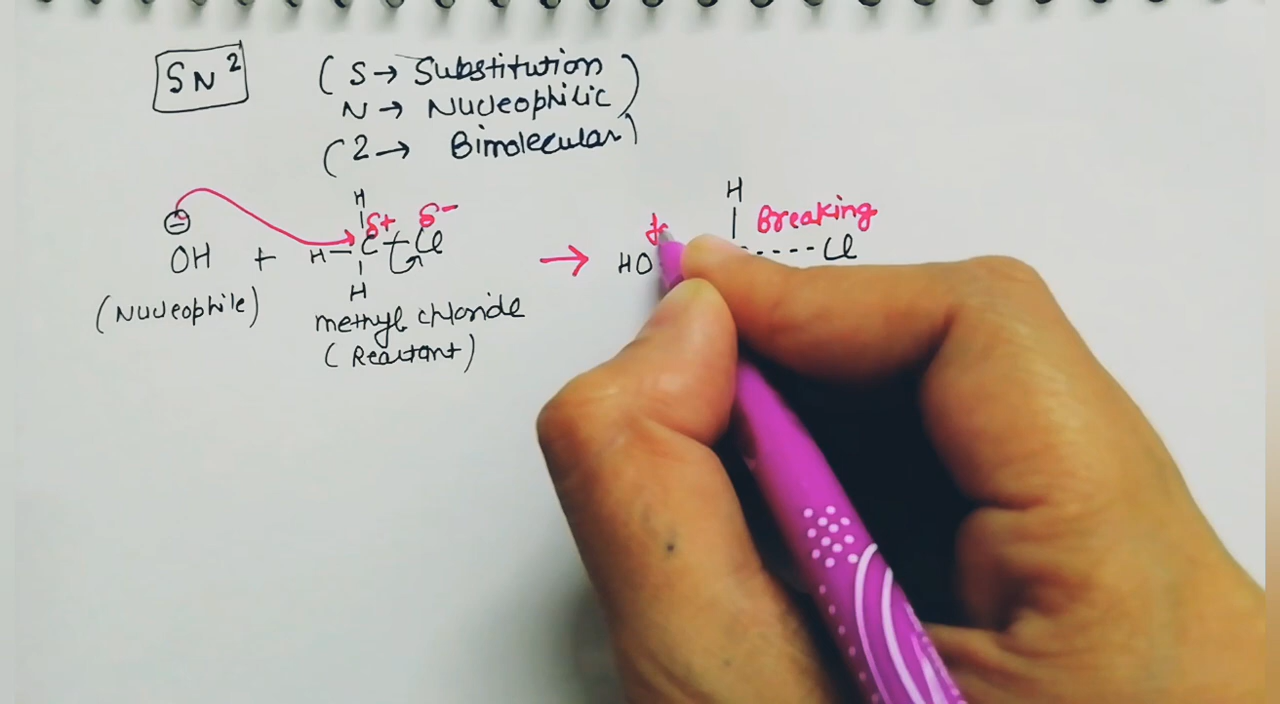 SN²
( S → Substitution
N → Nucleophilic )
( 2 → Bimolecular )
H
H
δ+ δ-
Breaking
⊖
OH + H - C - Cl → HO ---- Cl
H
(Nucleophile)
methyl chloride
(Reactant)